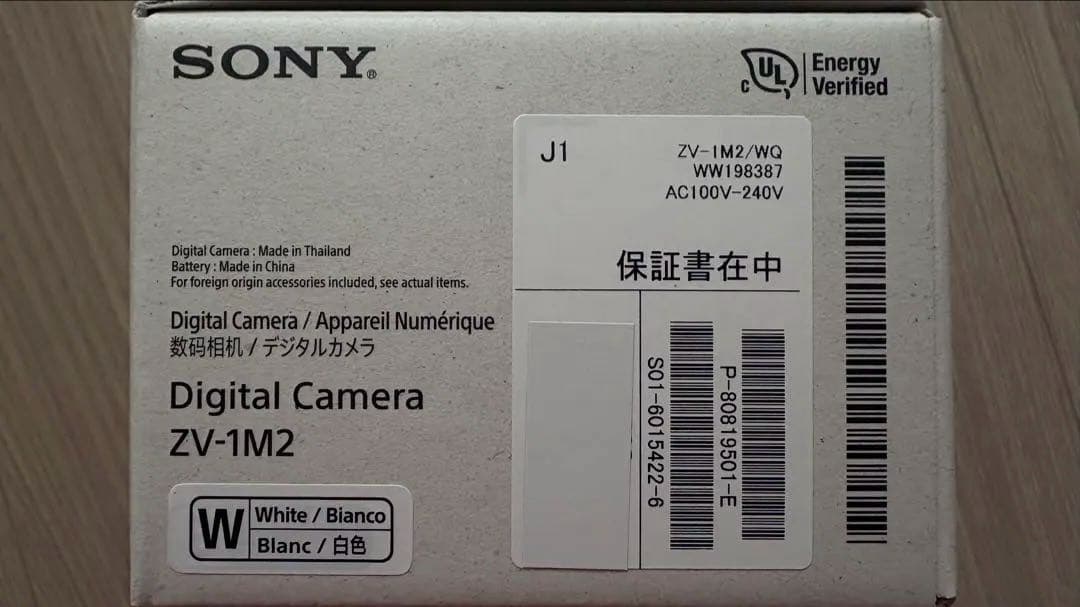 SONY®
c UL Energy
Verified
J1
ZV-1M2/WQ
WW198387
AC100V-240V
保証書在中
S01-6015422-6
P-80819501-E
Digital Camera : Made in Thailand
Battery : Made in China
For foreign origin accessories included, see actual items.
Digital Camera / Appareil Numérique
数码相机 / デジタルカメラ
Digital Camera
ZV-1M2
W
White / Bianco
Blanc / 白色